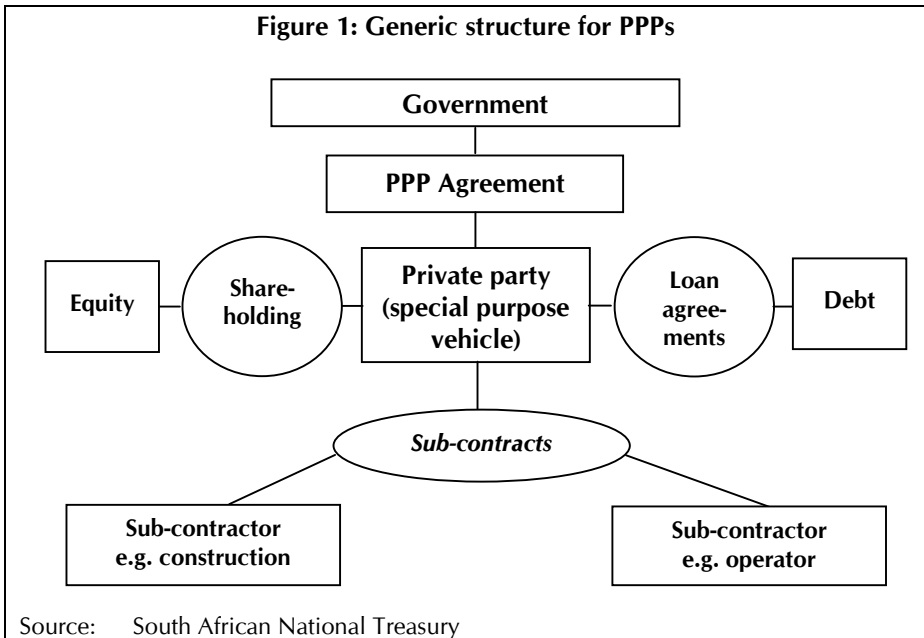 Figure 1: Generic structure for PPPs
Government
PPP Agreement
Equity
Share-
holding
Private party
(special purpose
vehicle)
Loan
agree-
ments
Debt
Sub-contracts
Sub-contractor
e.g. construction
Sub-contractor
e.g. operator
Source: South African National Treasury